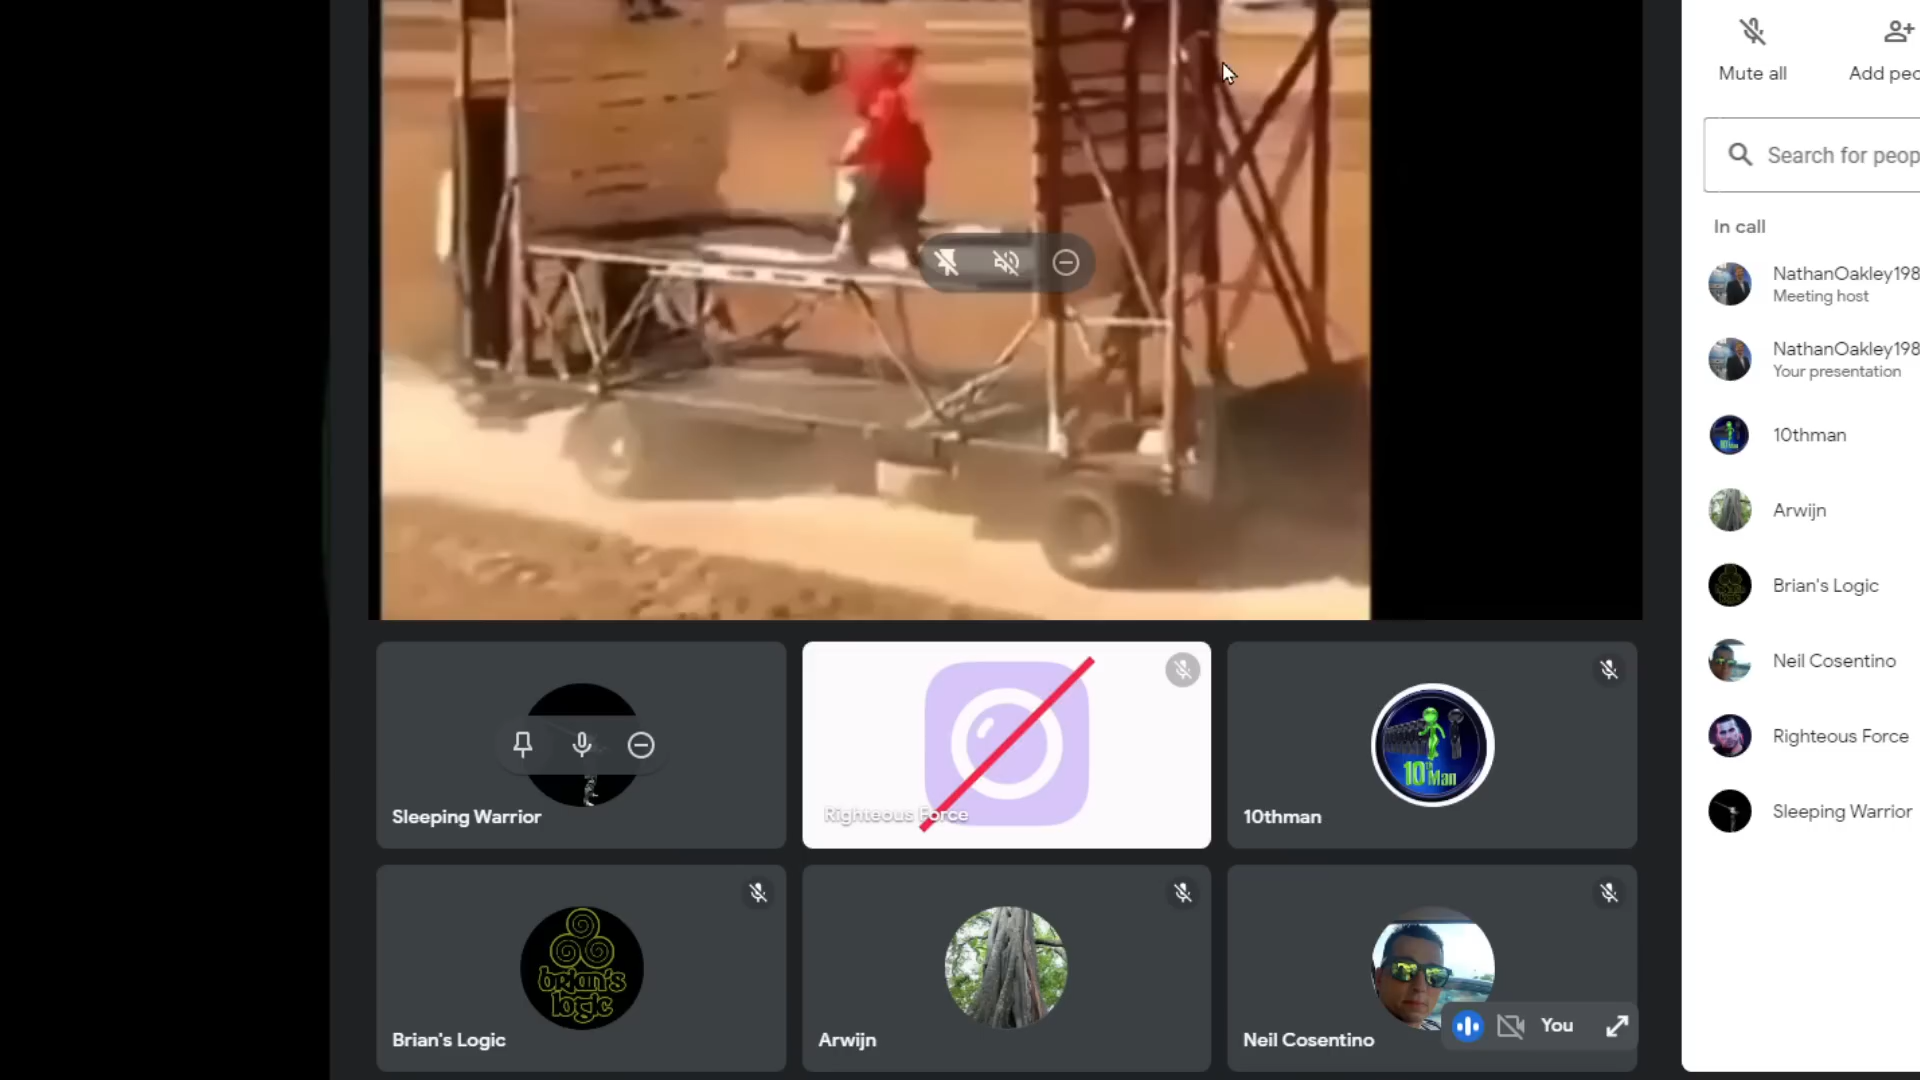 Mute all
Add peo
Search for peop
In call
NathanOakley198
Meeting host
NathanOakley198
Your presentation
10thman
Arwijn
Brian's Logic
Neil Cosentino
Righteous Force
Sleeping Warrior
Sleeping Warrior
Righteous Force
10th Man
10thman
brian's
logic
Brian's Logic
Arwijn
Neil Cosentino
You